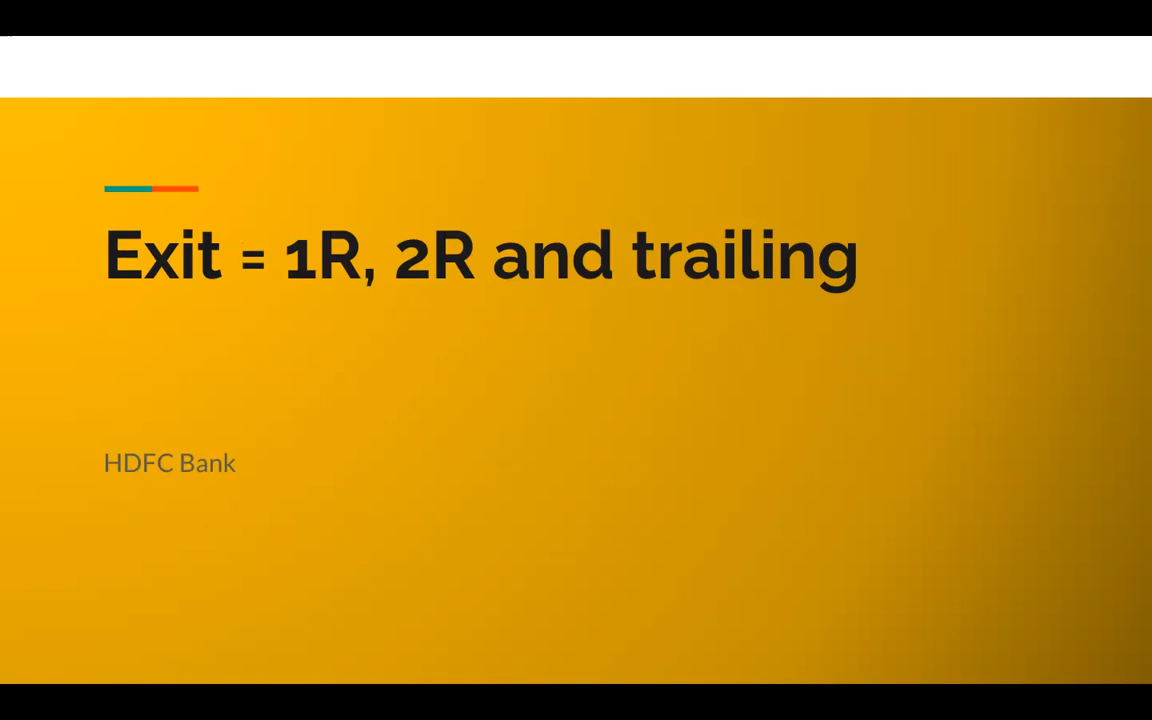 Exit = 1R, 2R and trailing
HDFC Bank